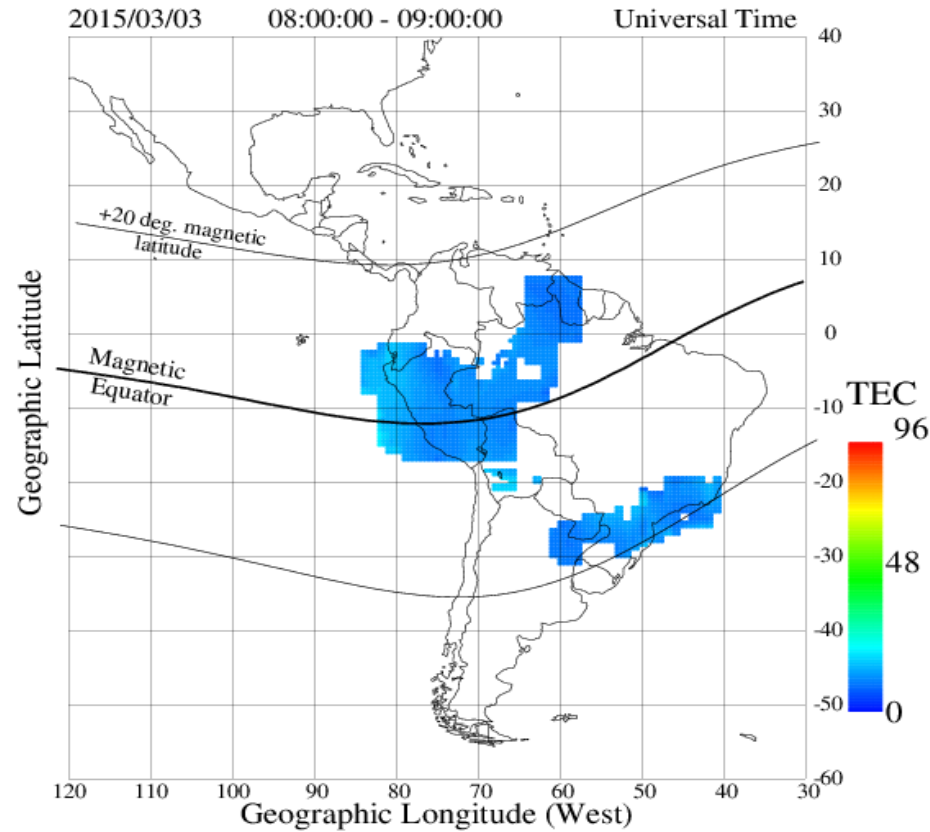 2015/03/03 08:00:00 - 09:00:00 Universal Time
40
30
20
10
0
-10
-20
-30
-40
-50
-60
+20 deg. magnetic
latitude
Magnetic
Equator
Geographic Latitude
TEC
96
48
0
120 110 100 90 80 70 60 50 40 30
Geographic Longitude (West)